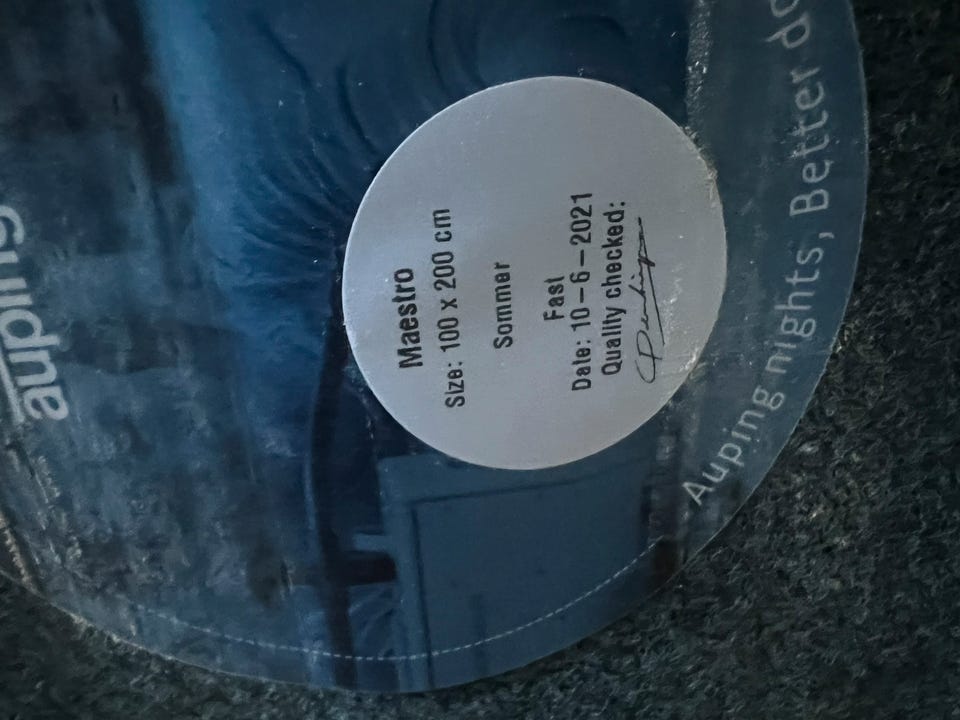 auping
Maestro
Size: 100 x 200 cm
Sommer
Fast
Date: 10-6-2021
Quality checked:
Auping nights, Better